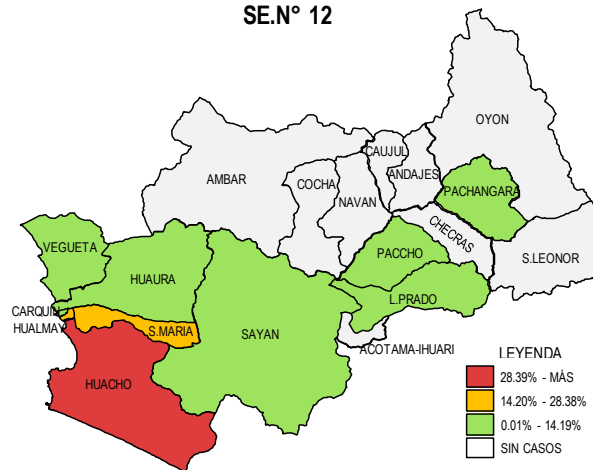 SE.N° 12
OYON
CAUJUL
ANDAJES
AMBAR
COCHA
NAVAN
PACHANGARA
CHECRAS
VEGUETA
HUAURA
PACCHO
S.LEONOR
L.PRADO
CARQUIN
HUALMAY
S.MARIA
SAYAN
ACOTAMA-IHUARI
HUACHO
LEYENDA
28.39% - MÁS
14.20% - 28.38%
0.01% - 14.19%
SIN CASOS